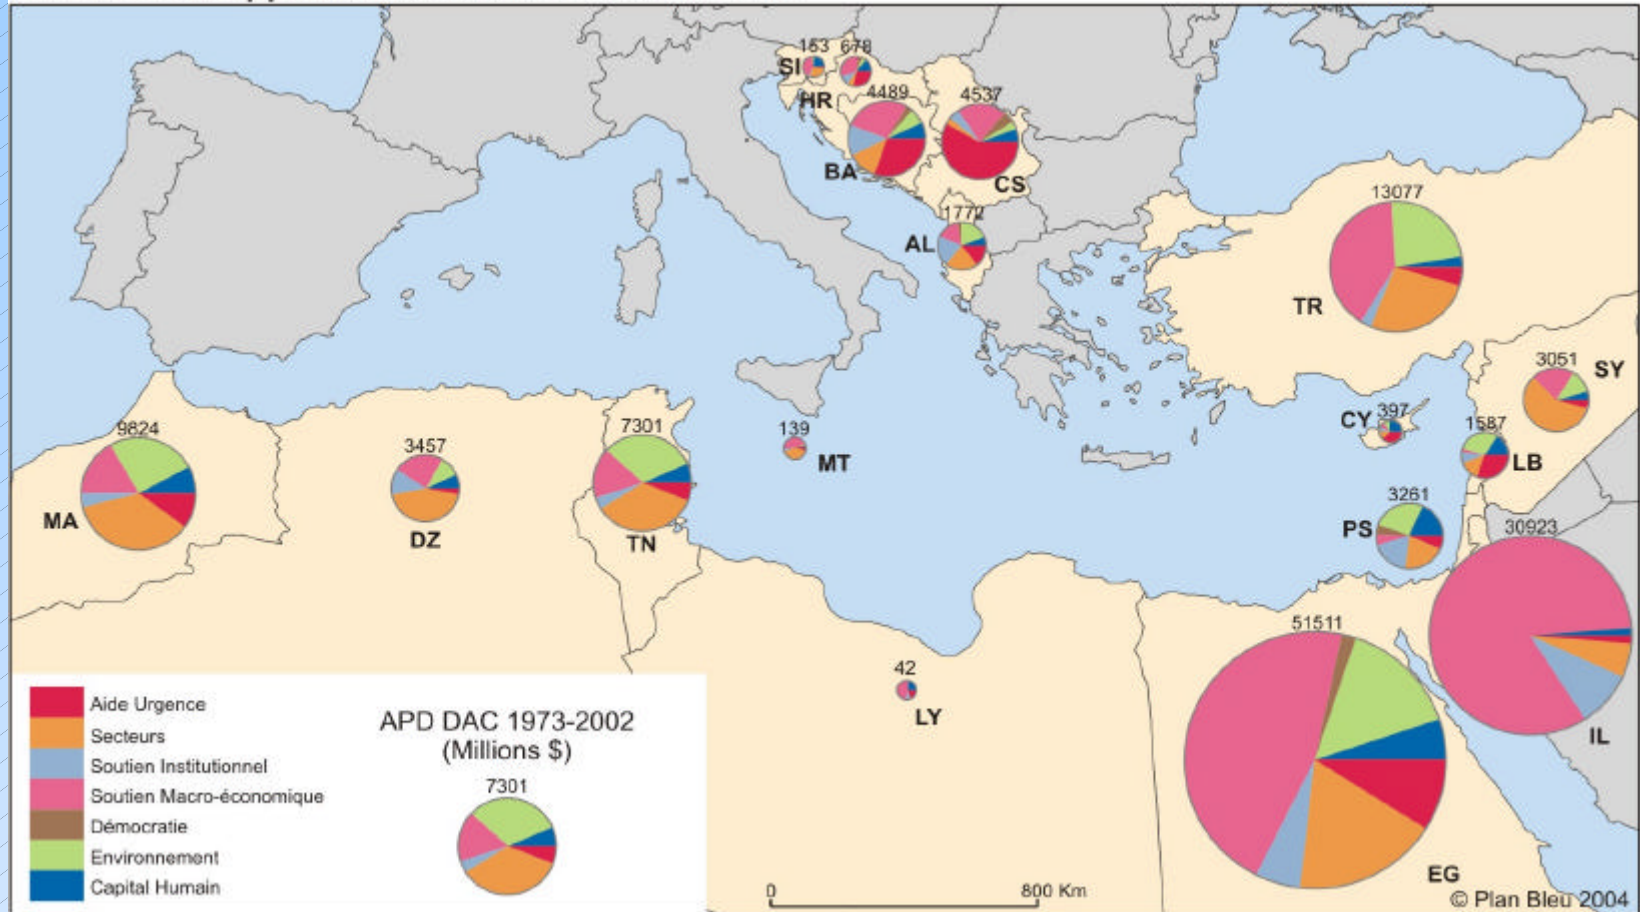 153 678
SI
HR
4489
4537
BA
CS
1772
AL
13077
TR
3051
SY
CY
397
1587
LB
9824
MA
3457
DZ
7301
TN
139
MT
3261
PS
30923
IL
51511
EG
42
LY
Aide Urgence
Secteurs
Soutien Institutionnel
Soutien Macro-économique
Démocratie
Environnement
Capital Humain
APD DAC 1973-2002
(Millions $)
7301
0 800 Km
© Plan Bleu 2004